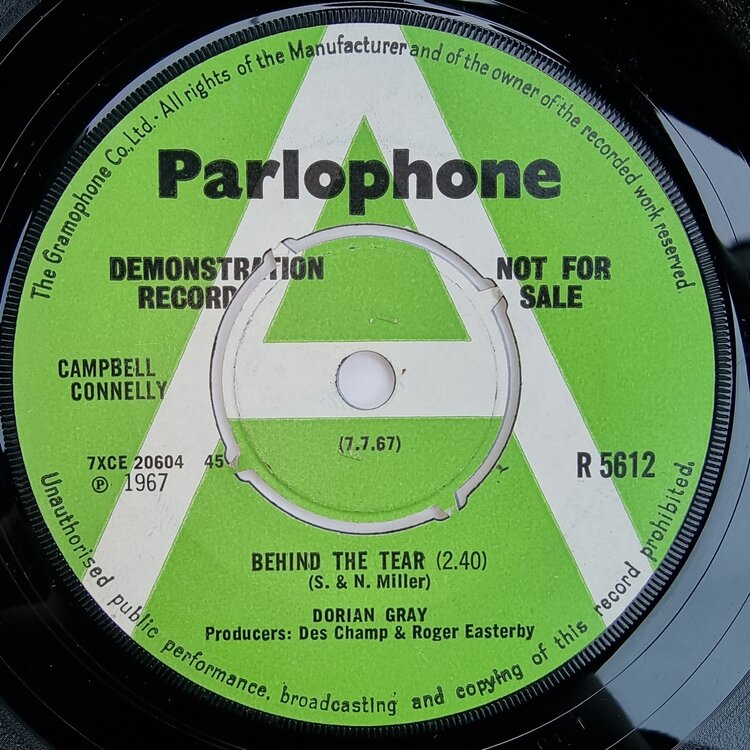 The Gramophone Co., Ltd. · All rights of the Manufacturer and of the owner of the recorded work reserved.
Parlophone
DEMONSTRATION
RECORD
NOT FOR
SALE
CAMPBELL
CONNELLY
(7.7.67)
7XCE 20604 45
℗ 1967
R 5612
BEHIND THE TEAR (2.40)
(S. & N. Miller)
DORIAN GRAY
Producers: Des Champ & Roger Easterby
Unauthorised public performance, broadcasting and copying of this record prohibited.